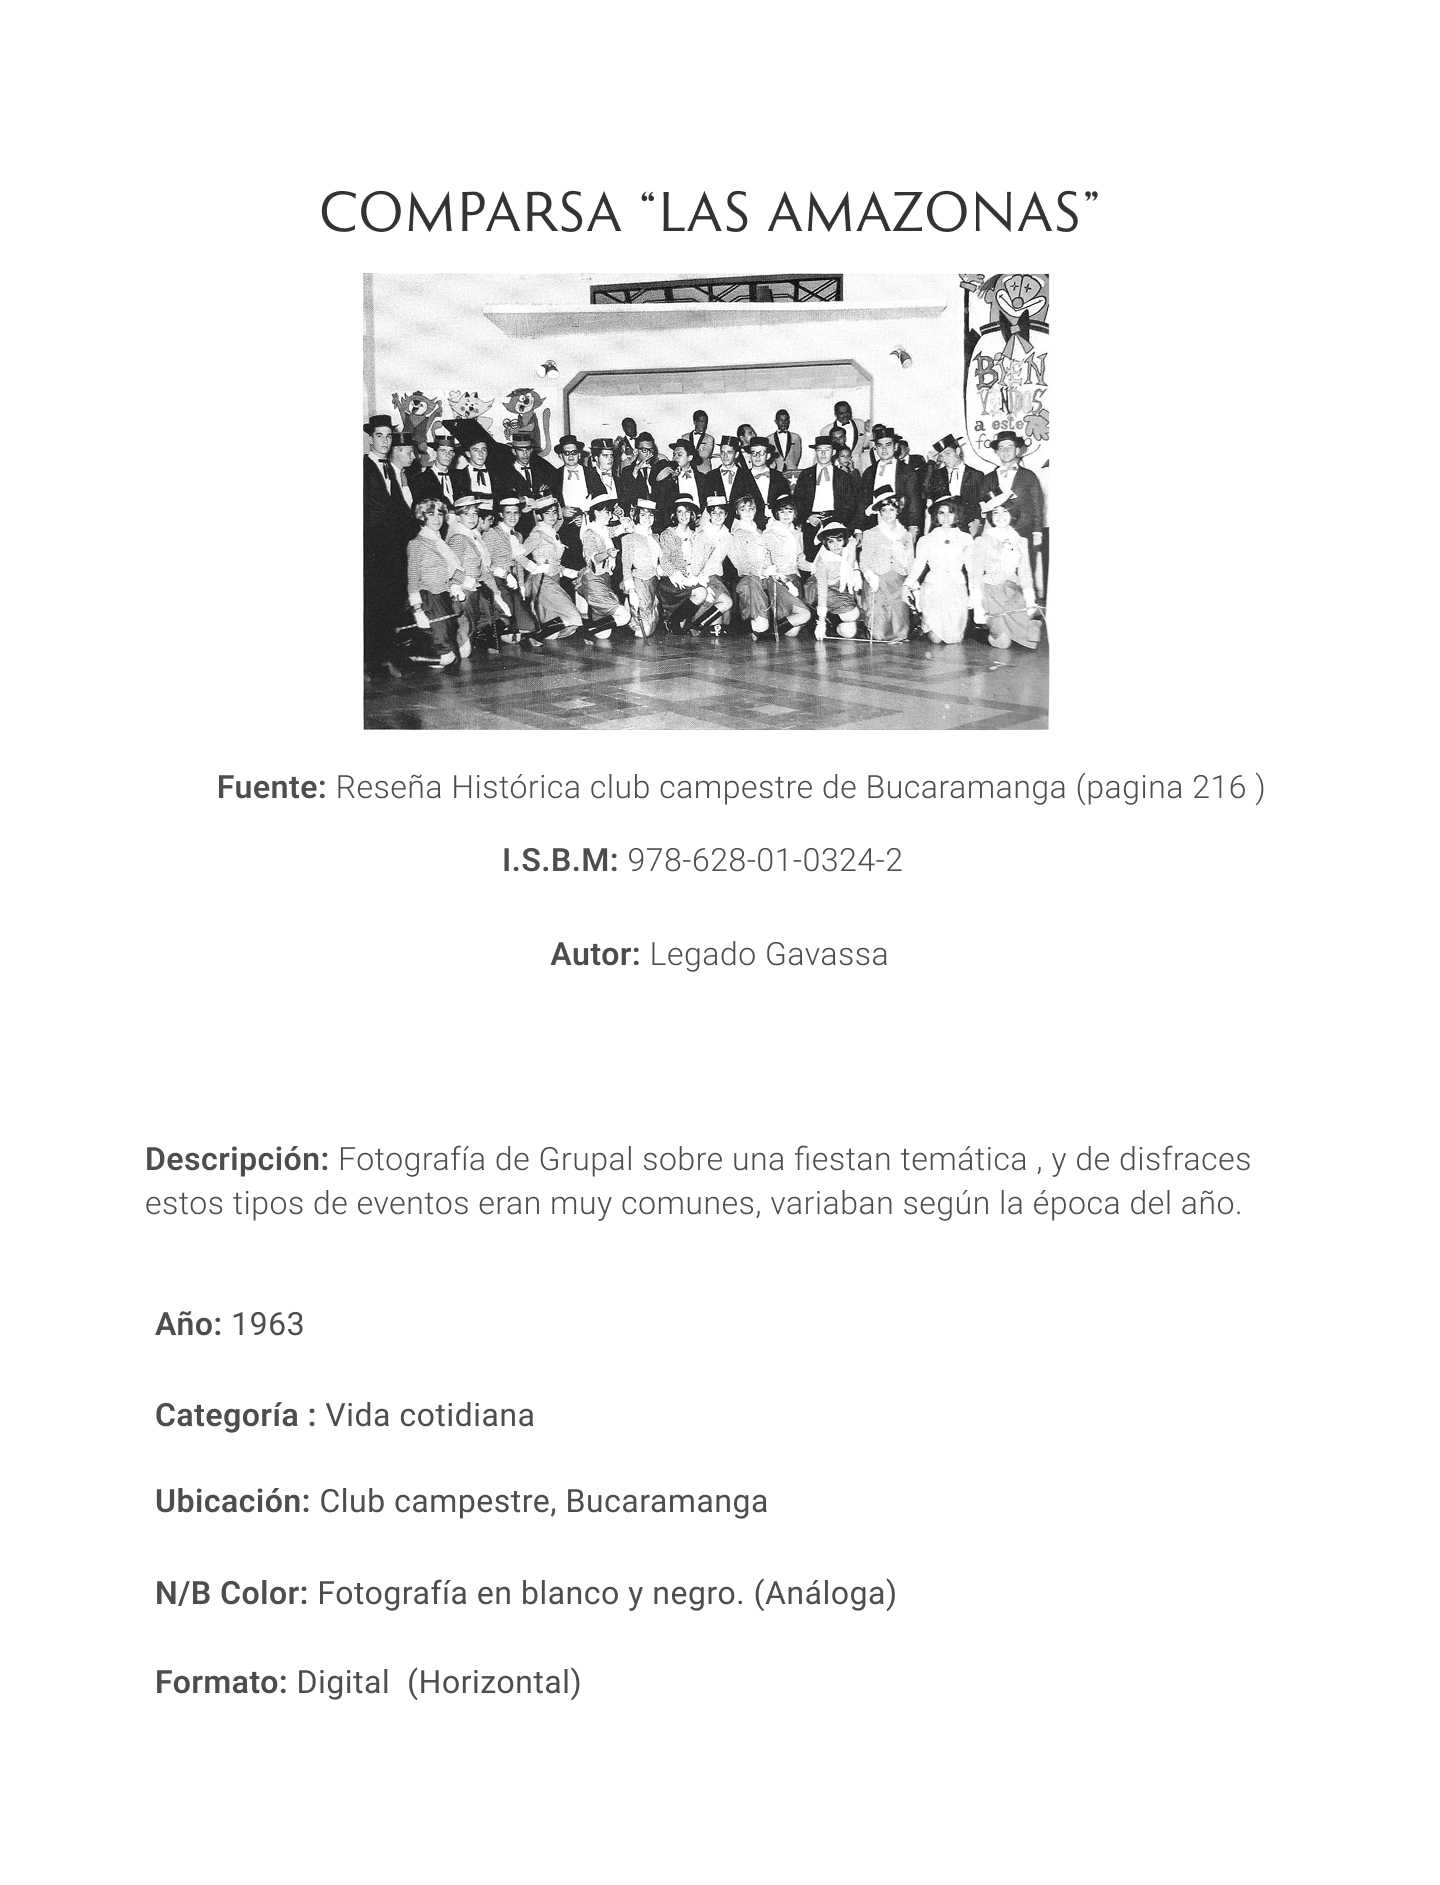 COMPARSA “LAS AMAZONAS”
BIEN
VENIDOS
a este
Fuente: Reseña Histórica club campestre de Bucaramanga (pagina 216 )
I.S.B.M: 978-628-01-0324-2
Autor: Legado Gavassa
Descripción: Fotografía de Grupal sobre una fiestan temática , y de disfraces
estos tipos de eventos eran muy comunes, variaban según la época del año.
Año: 1963
Categoría : Vida cotidiana
Ubicación: Club campestre, Bucaramanga
N/B Color: Fotografía en blanco y negro. (Análoga)
Formato: Digital  (Horizontal)